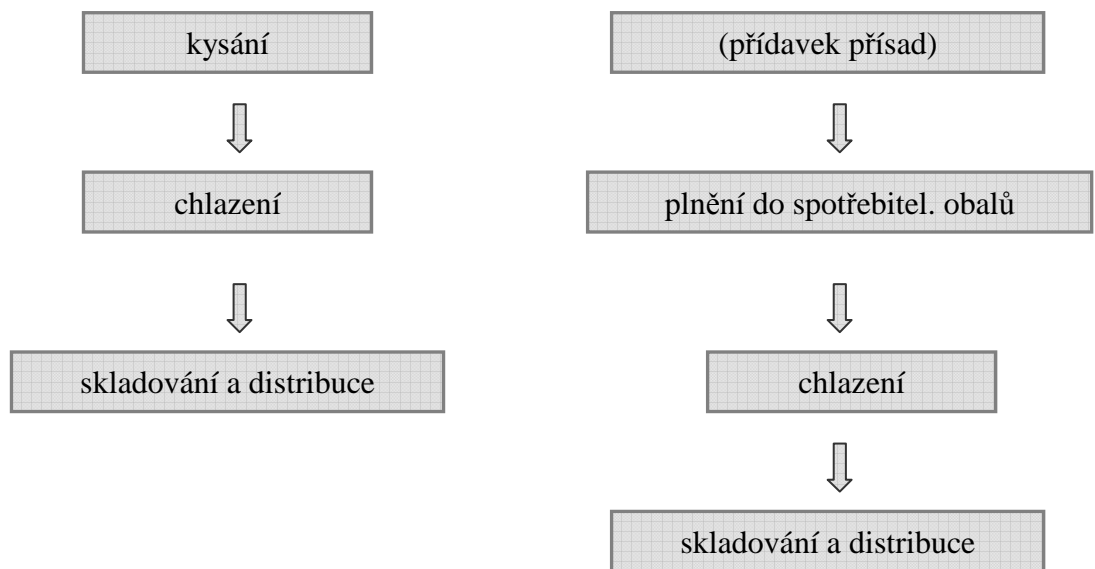 kysání
chlazení
skladování a distribuce
(přídavek přísad)
plnění do spotřebitel. obalů
chlazení
skladování a distribuce